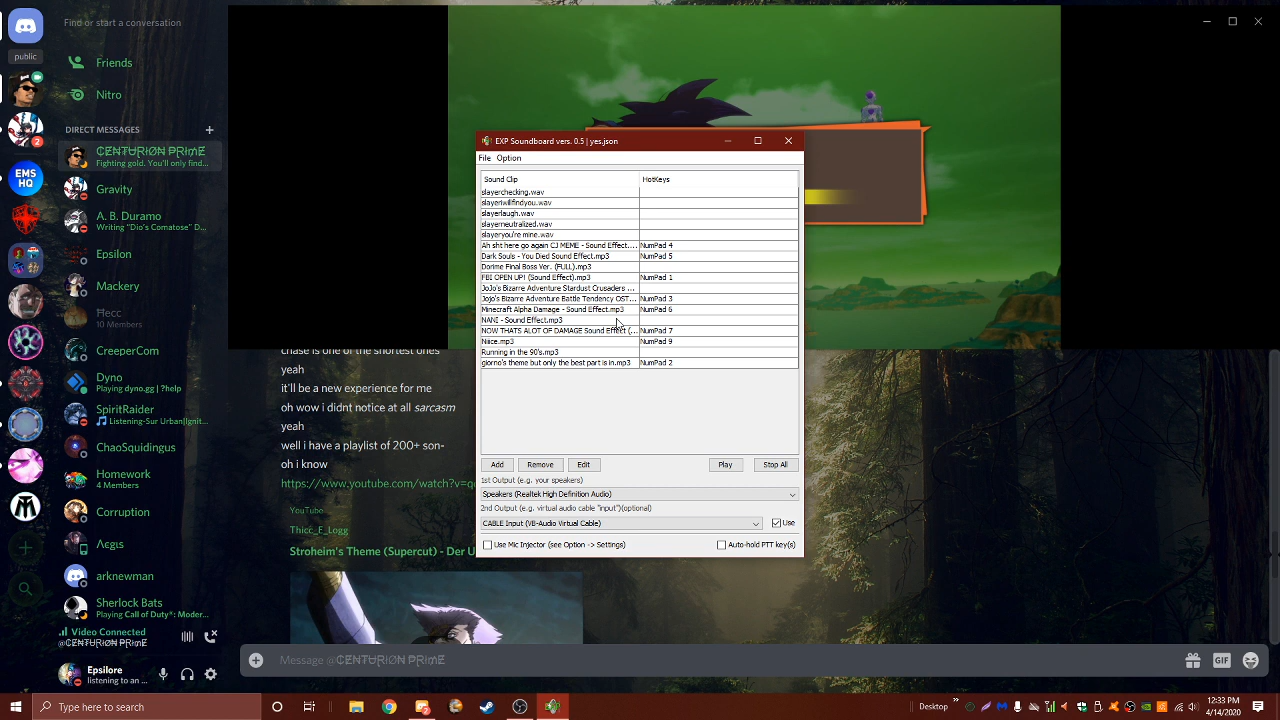 Find or start a conversation
public
Friends
Nitro
DIRECT MESSAGES
Fighting gold. You'll only find...
2
Gravity
EMS
HQ
A. B. Duramo
Writing "Dio's Comatose" D...
Epsilon
Mackery
Flecc
10 Members
CreeperCom
Dyno
Playing dyno.gg | ?help
SpiritRaider
Listening-Sur Urban[Ignit...
ChaoSquidingus
Homework
4 Members
Corruption
Aegis
arknewman
Sherlock Bats
Playing Call of Duty®: Moder...
Video Connected
Epsilore
listening to an ...
chase is one of the shortest ones
yeah
it'll be a new experience for me
oh wow i didnt notice at all sarcasm
yeah
well i have a playlist of 200+ son-
oh i know
https://www.youtube.com/watch?v=
YouTube
Thicc_F_Logg
Stroheim's Theme (Supercut) - Der U
Message @
GIF
EXP Soundboard vers. 0.5 | yes.json
File Option
Sound Clip HotKeys
slayerchecking.wav
slayeriwillfindyou.wav
slayerlaugh.wav
slayerneutralized.wav
slayeryou're mine.wav
Ah sht here go again CJ MEME - Sound Effect.... NumPad 4
Dark Souls - You Died Sound Effect.mp3 NumPad 5
Dorime Final Boss Ver. (FULL).mp3
FBI OPEN UP! (Sound Effect).mp3 NumPad 1
JoJo's Bizarre Adventure Stardust Crusaders ...
JoJo's Bizarre Adventure Battle Tendency OST... NumPad 3
Minecraft Alpha Damage - Sound Effect.mp3 NumPad 6
NANI - Sound Effect.mp3
NOW THATS ALOT OF DAMAGE Sound Effect (... NumPad 7
Niiice.mp3 NumPad 9
Running in the 90's.mp3
giorno's theme but only the best part is in.mp3 NumPad 2
Add Remove Edit Play Stop All
1st Output (e.g. your speakers)
Speakers (Realtek High Definition Audio)
2nd Output (e.g. virtual audio cable "input")(optional)
CABLE Input (VB-Audio Virtual Cable) Use
Use Mic Injector (see Option -> Settings) Auto-hold PTT key(s)
Type here to search
Desktop
12:33 PM
4/14/2020